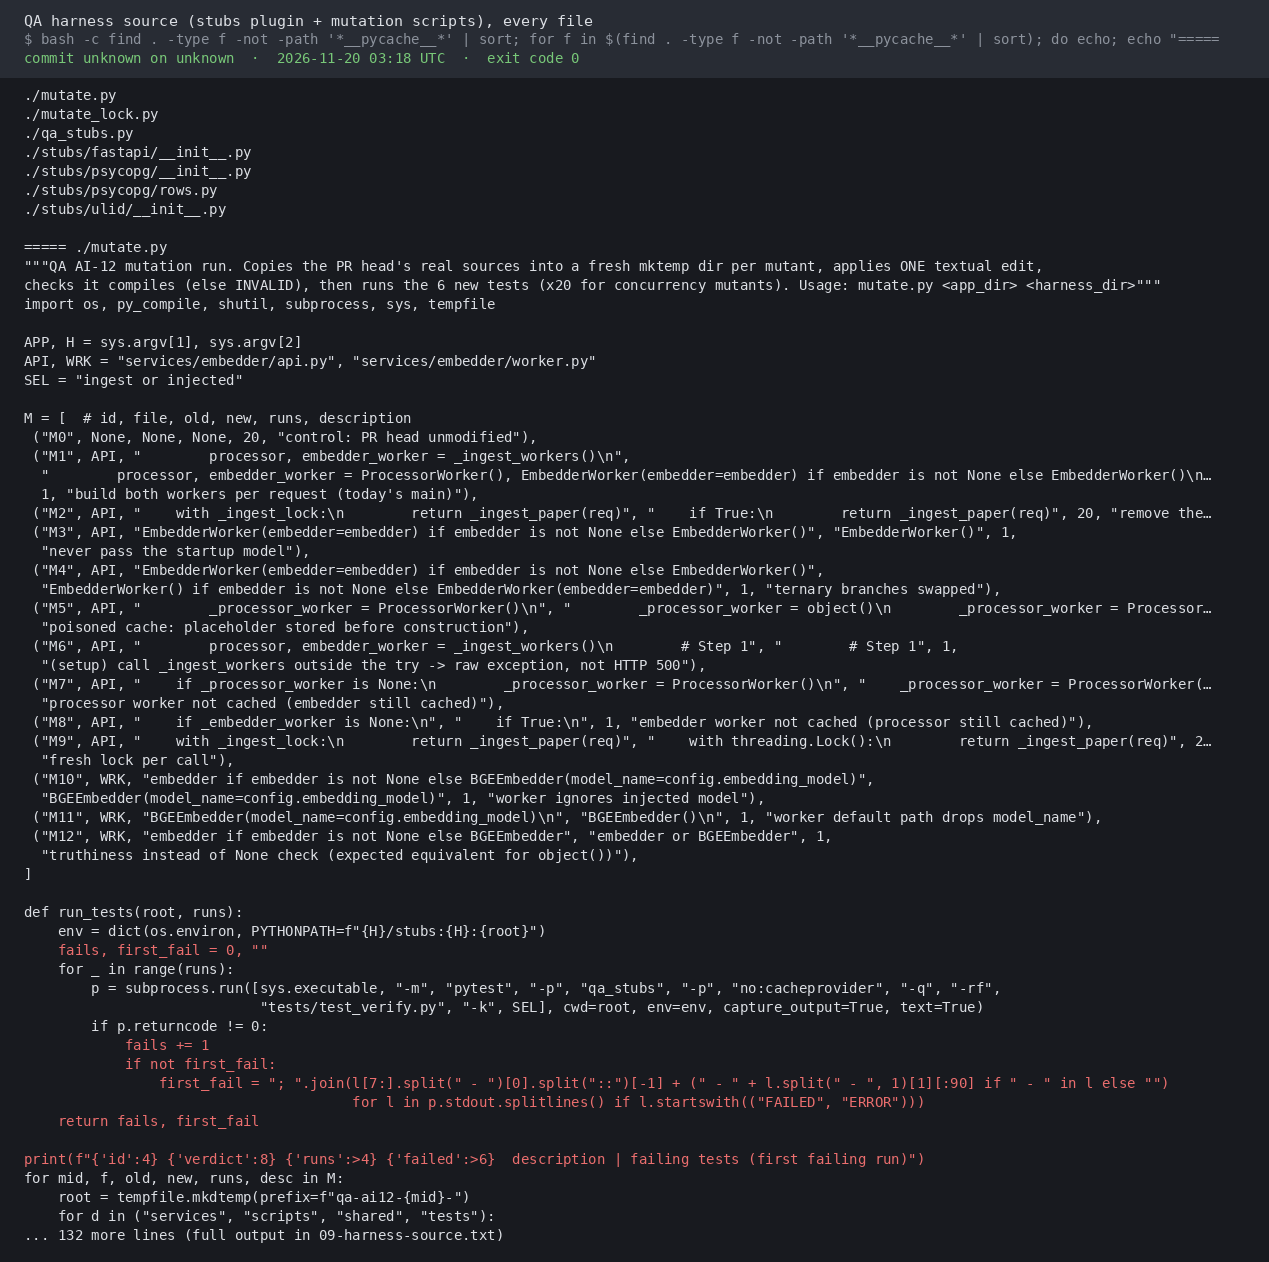 QA harness source (stubs plugin + mutation scripts), every file
$ bash -c find . -type f -not -path '*__pycache__*' | sort; for f in $(find . -type f -not -path '*__pycache__*' | sort); do echo; echo "=====
commit unknown on unknown  ·  2026-11-20 03:18 UTC  ·  exit code 0
./mutate.py
./mutate_lock.py
./qa_stubs.py
./stubs/fastapi/__init__.py
./stubs/psycopg/__init__.py
./stubs/psycopg/rows.py
./stubs/ulid/__init__.py

===== ./mutate.py
"""QA AI-12 mutation run. Copies the PR head's real sources into a fresh mktemp dir per mutant, applies ONE textual edit,
checks it compiles (else INVALID), then runs the 6 new tests (x20 for concurrency mutants). Usage: mutate.py <app_dir> <harness_dir>"""
import os, py_compile, shutil, subprocess, sys, tempfile

APP, H = sys.argv[1], sys.argv[2]
API, WRK = "services/embedder/api.py", "services/embedder/worker.py"
SEL = "ingest or injected"

M = [  # id, file, old, new, runs, description
 ("M0", None, None, None, 20, "control: PR head unmodified"),
 ("M1", API, "        processor, embedder_worker = _ingest_workers()\n",
  "        processor, embedder_worker = ProcessorWorker(), EmbedderWorker(embedder=embedder) if embedder is not None else EmbedderWorker()\n…
  1, "build both workers per request (today's main)"),
 ("M2", API, "    with _ingest_lock:\n        return _ingest_paper(req)", "    if True:\n        return _ingest_paper(req)", 20, "remove the…
 ("M3", API, "EmbedderWorker(embedder=embedder) if embedder is not None else EmbedderWorker()", "EmbedderWorker()", 1,
  "never pass the startup model"),
 ("M4", API, "EmbedderWorker(embedder=embedder) if embedder is not None else EmbedderWorker()",
  "EmbedderWorker() if embedder is not None else EmbedderWorker(embedder=embedder)", 1, "ternary branches swapped"),
 ("M5", API, "        _processor_worker = ProcessorWorker()\n", "        _processor_worker = object()\n        _processor_worker = Processor…
  "poisoned cache: placeholder stored before construction"),
 ("M6", API, "        processor, embedder_worker = _ingest_workers()\n        # Step 1", "        # Step 1", 1,
  "(setup) call _ingest_workers outside the try -> raw exception, not HTTP 500"),
 ("M7", API, "    if _processor_worker is None:\n        _processor_worker = ProcessorWorker()\n", "    _processor_worker = ProcessorWorker(…
  "processor worker not cached (embedder still cached)"),
 ("M8", API, "    if _embedder_worker is None:\n", "    if True:\n", 1, "embedder worker not cached (processor still cached)"),
 ("M9", API, "    with _ingest_lock:\n        return _ingest_paper(req)", "    with threading.Lock():\n        return _ingest_paper(req)", 2…
  "fresh lock per call"),
 ("M10", WRK, "embedder if embedder is not None else BGEEmbedder(model_name=config.embedding_model)",
  "BGEEmbedder(model_name=config.embedding_model)", 1, "worker ignores injected model"),
 ("M11", WRK, "BGEEmbedder(model_name=config.embedding_model)\n", "BGEEmbedder()\n", 1, "worker default path drops model_name"),
 ("M12", WRK, "embedder if embedder is not None else BGEEmbedder", "embedder or BGEEmbedder", 1,
  "truthiness instead of None check (expected equivalent for object())"),
]

def run_tests(root, runs):
    env = dict(os.environ, PYTHONPATH=f"{H}/stubs:{H}:{root}")
    fails, first_fail = 0, ""
    for _ in range(runs):
        p = subprocess.run([sys.executable, "-m", "pytest", "-p", "qa_stubs", "-p", "no:cacheprovider", "-q", "-rf",
                            "tests/test_verify.py", "-k", SEL], cwd=root, env=env, capture_output=True, text=True)
        if p.returncode != 0:
            fails += 1
            if not first_fail:
                first_fail = "; ".join(l[7:].split(" - ")[0].split("::")[-1] + (" - " + l.split(" - ", 1)[1][:90] if " - " in l else "")
                                       for l in p.stdout.splitlines() if l.startswith(("FAILED", "ERROR")))
    return fails, first_fail

print(f"{'id':4} {'verdict':8} {'runs':>4} {'failed':>6}  description | failing tests (first failing run)")
for mid, f, old, new, runs, desc in M:
    root = tempfile.mkdtemp(prefix=f"qa-ai12-{mid}-")
    for d in ("services", "scripts", "shared", "tests"):
... 132 more lines (full output in 09-harness-source.txt)